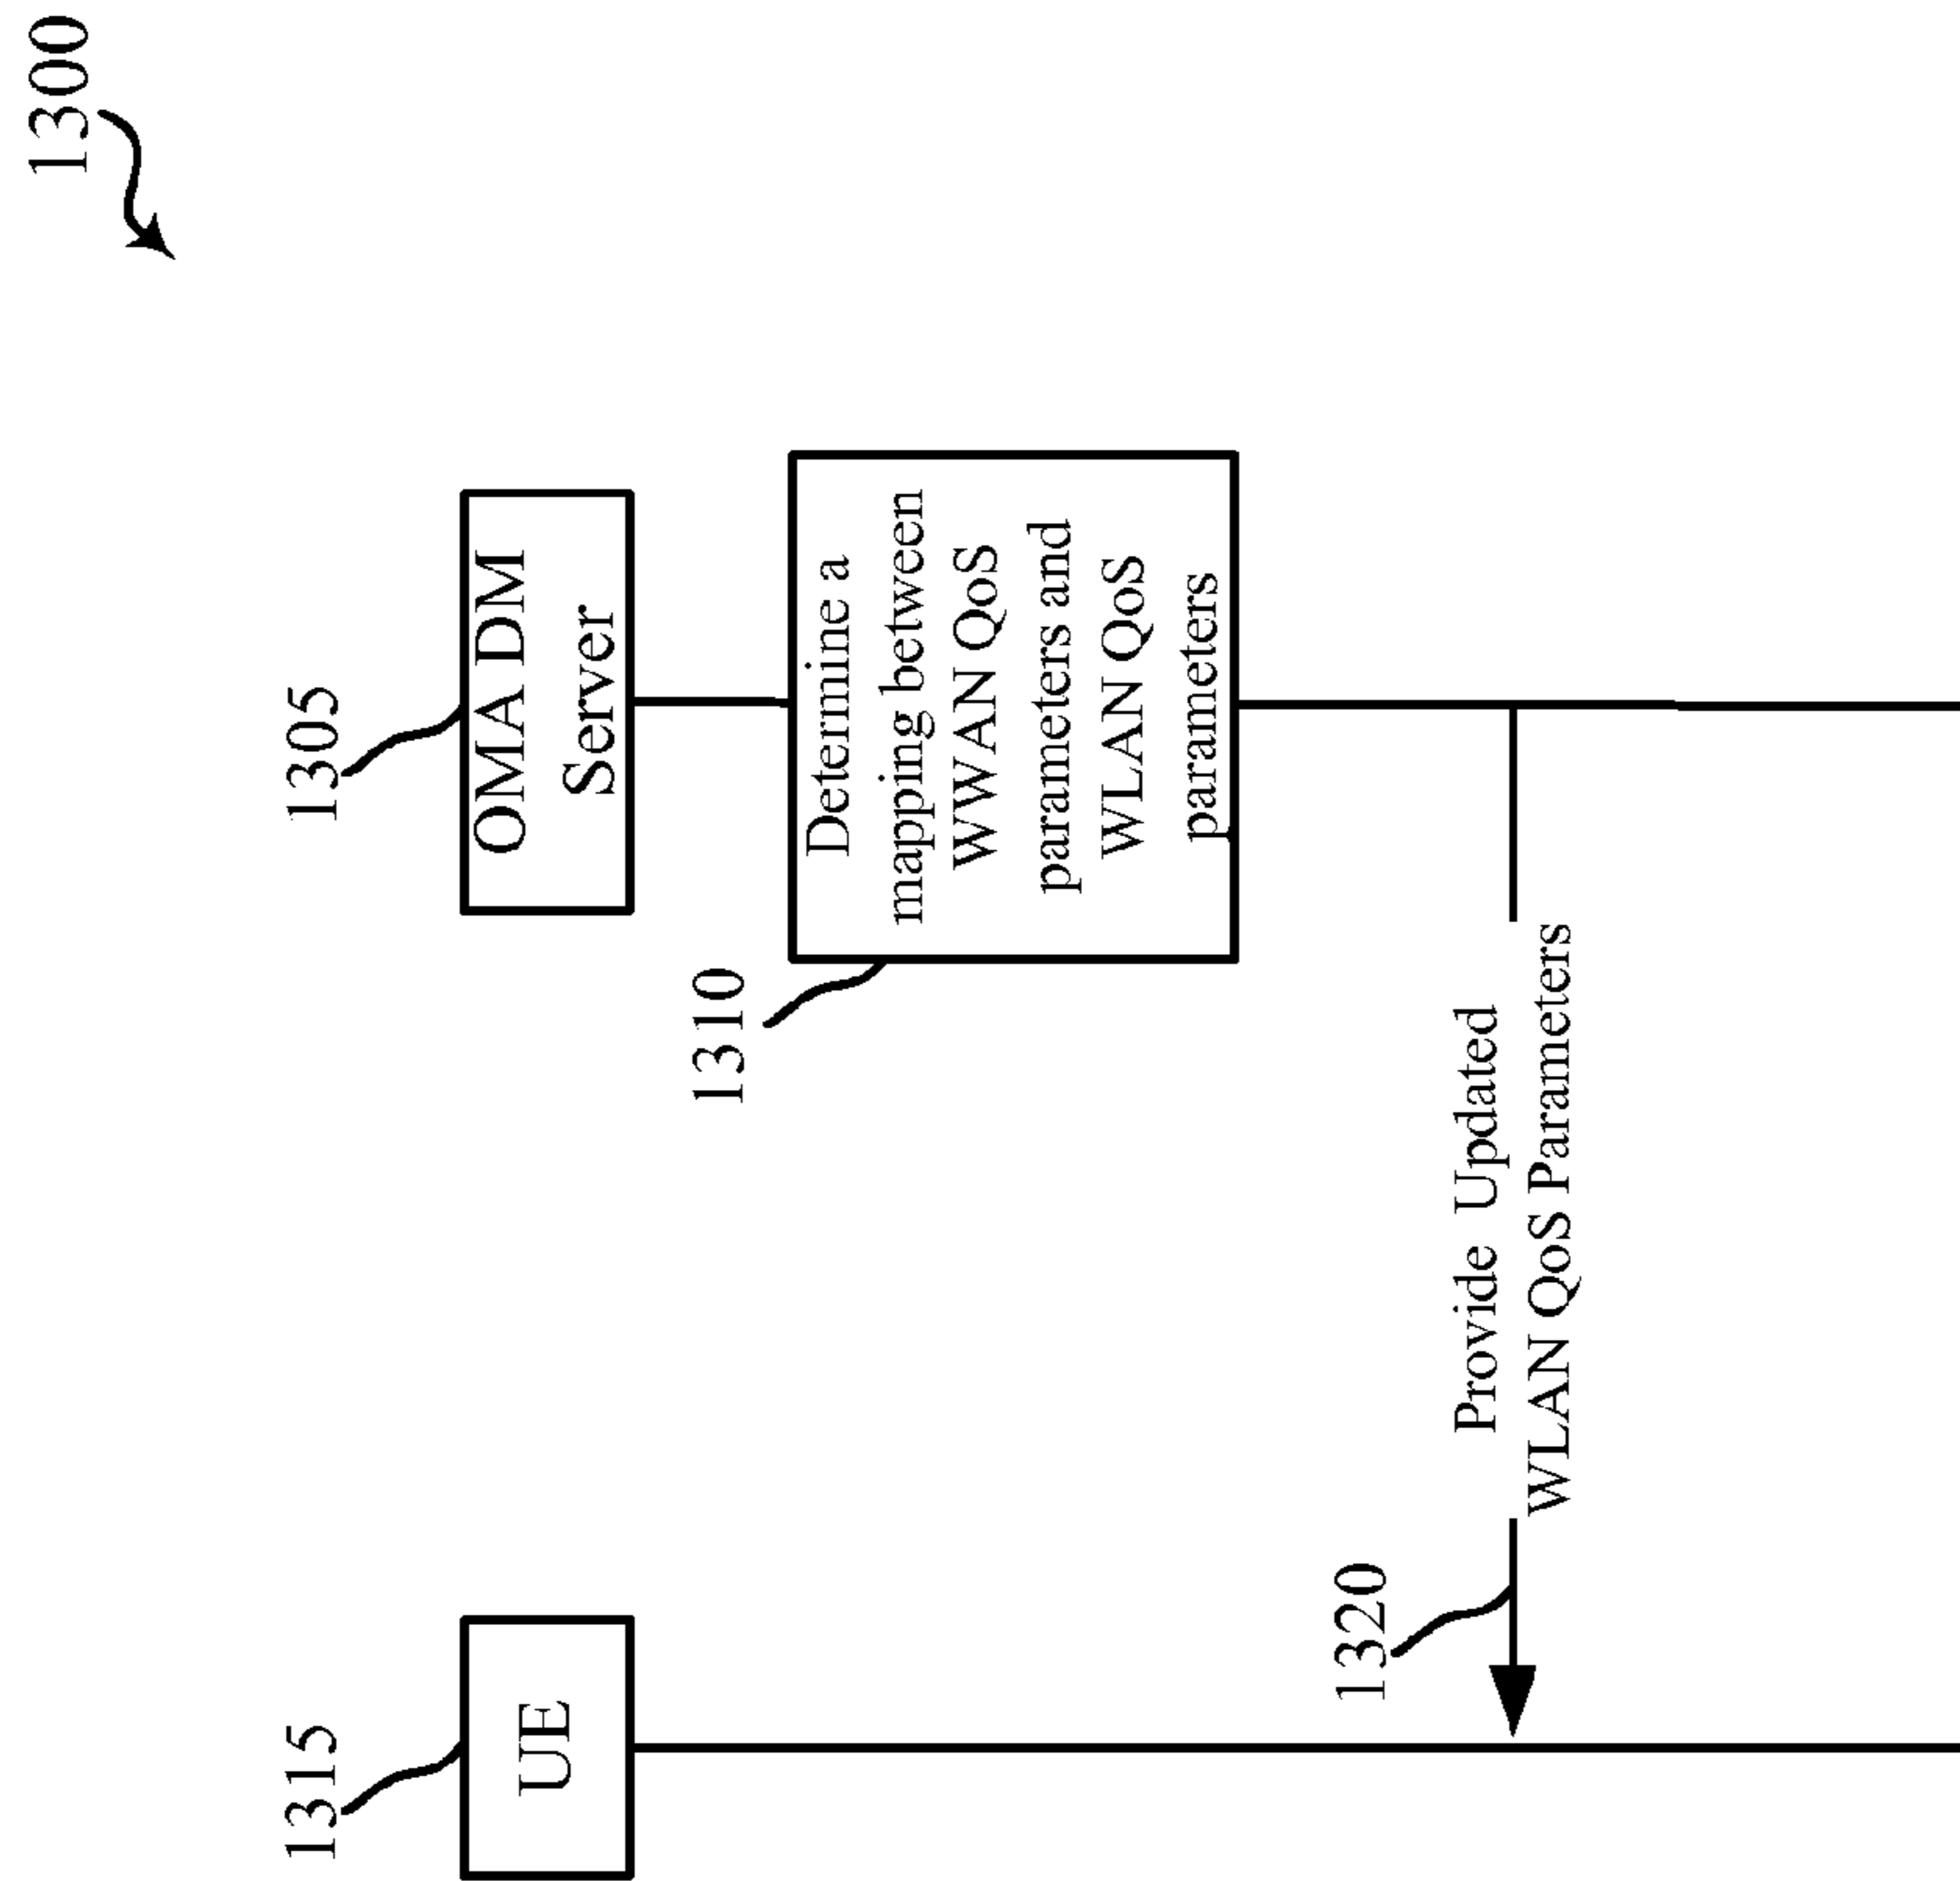 1300
1315
1305
UE
OMA DM
Server
1310
Determine a
mapping between
WWAN QoS
parameters and
WLAN QoS
parameters
1320
Provide Updated
WLAN QoS Parameters